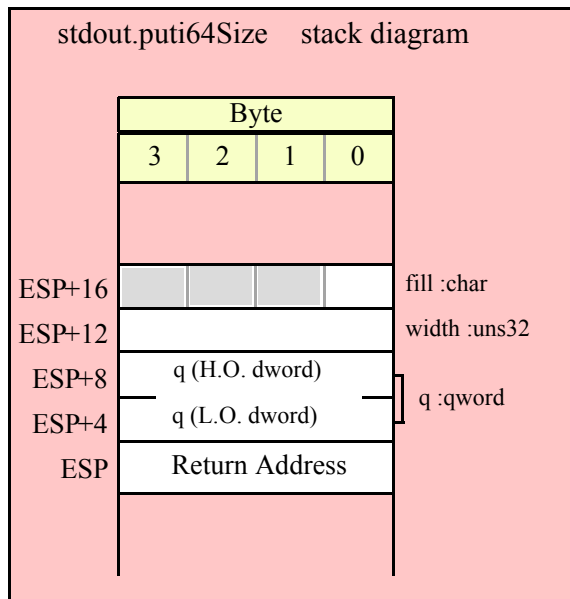 stdout.puti64Size stack diagram
Byte
3 2 1 0
ESP+16 fill :char
ESP+12 width :uns32
ESP+8 q (H.O. dword)
q :qword
ESP+4 q (L.O. dword)
ESP Return Address